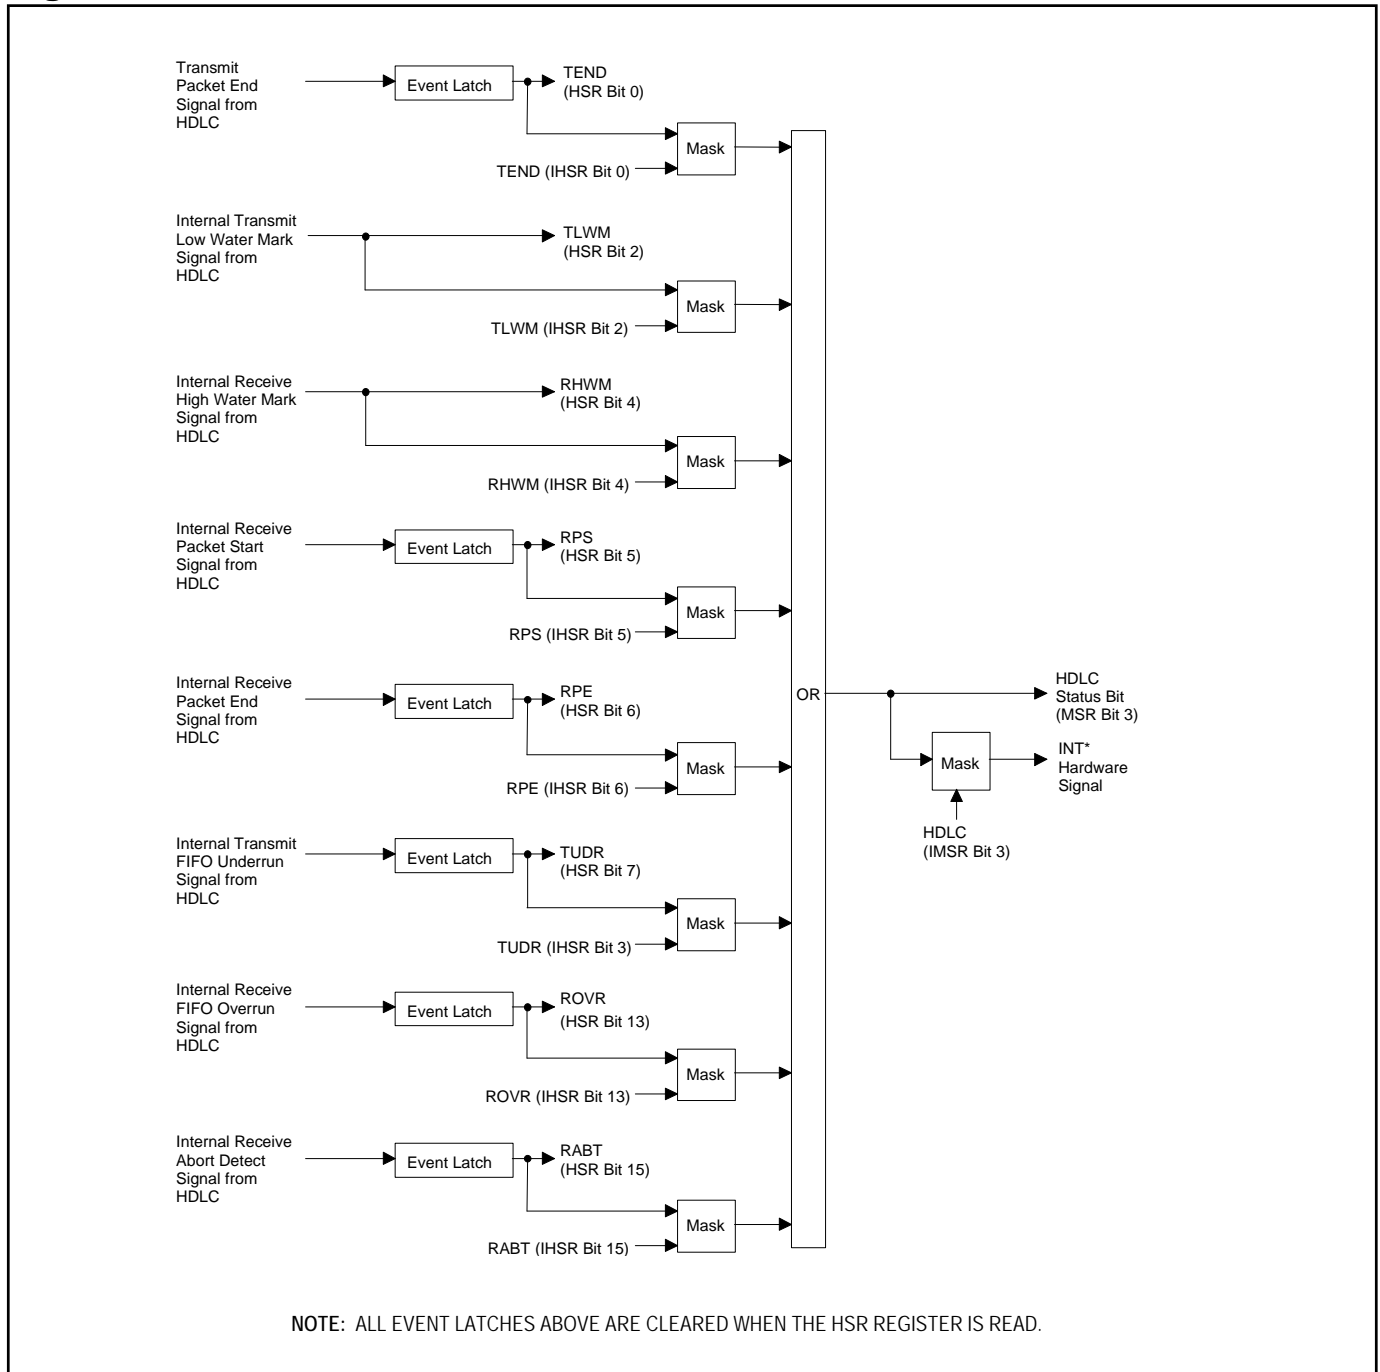 Transmit
Packet End
Signal from
HDLC
Event Latch
TEND
(HSR Bit 0)
Mask
TEND (IHSR Bit 0)
Internal Transmit
Low Water Mark
Signal from
HDLC
TLWM
(HSR Bit 2)
Mask
TLWM (IHSR Bit 2)
Internal Receive
High Water Mark
Signal from
HDLC
RHWM
(HSR Bit 4)
Mask
RHWM (IHSR Bit 4)
Internal Receive
Packet Start
Signal from
HDLC
Event Latch
RPS
(HSR Bit 5)
Mask
RPS (IHSR Bit 5)
Internal Receive
Packet End
Signal from
HDLC
Event Latch
RPE
(HSR Bit 6)
Mask
RPE (IHSR Bit 6)
OR
HDLC
Status Bit
(MSR Bit 3)
Mask
INT*
Hardware
Signal
HDLC
(IMSR Bit 3)
Internal Transmit
FIFO Underrun
Signal from
HDLC
Event Latch
TUDR
(HSR Bit 7)
Mask
TUDR (IHSR Bit 3)
Internal Receive
FIFO Overrun
Signal from
HDLC
Event Latch
ROVR
(HSR Bit 13)
Mask
ROVR (IHSR Bit 13)
Internal Receive
Abort Detect
Signal from
HDLC
Event Latch
RABT
(HSR Bit 15)
Mask
RABT (IHSR Bit 15)
NOTE: ALL EVENT LATCHES ABOVE ARE CLEARED WHEN THE HSR REGISTER IS READ.